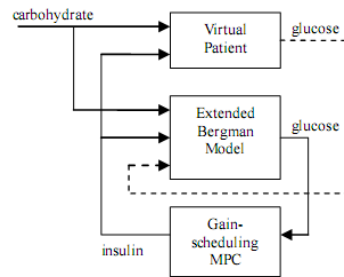 carbohydrate
Virtual
Patient
glucose
Extended
Bergman
Model
glucose
Gain-
scheduling
MPC
insulin